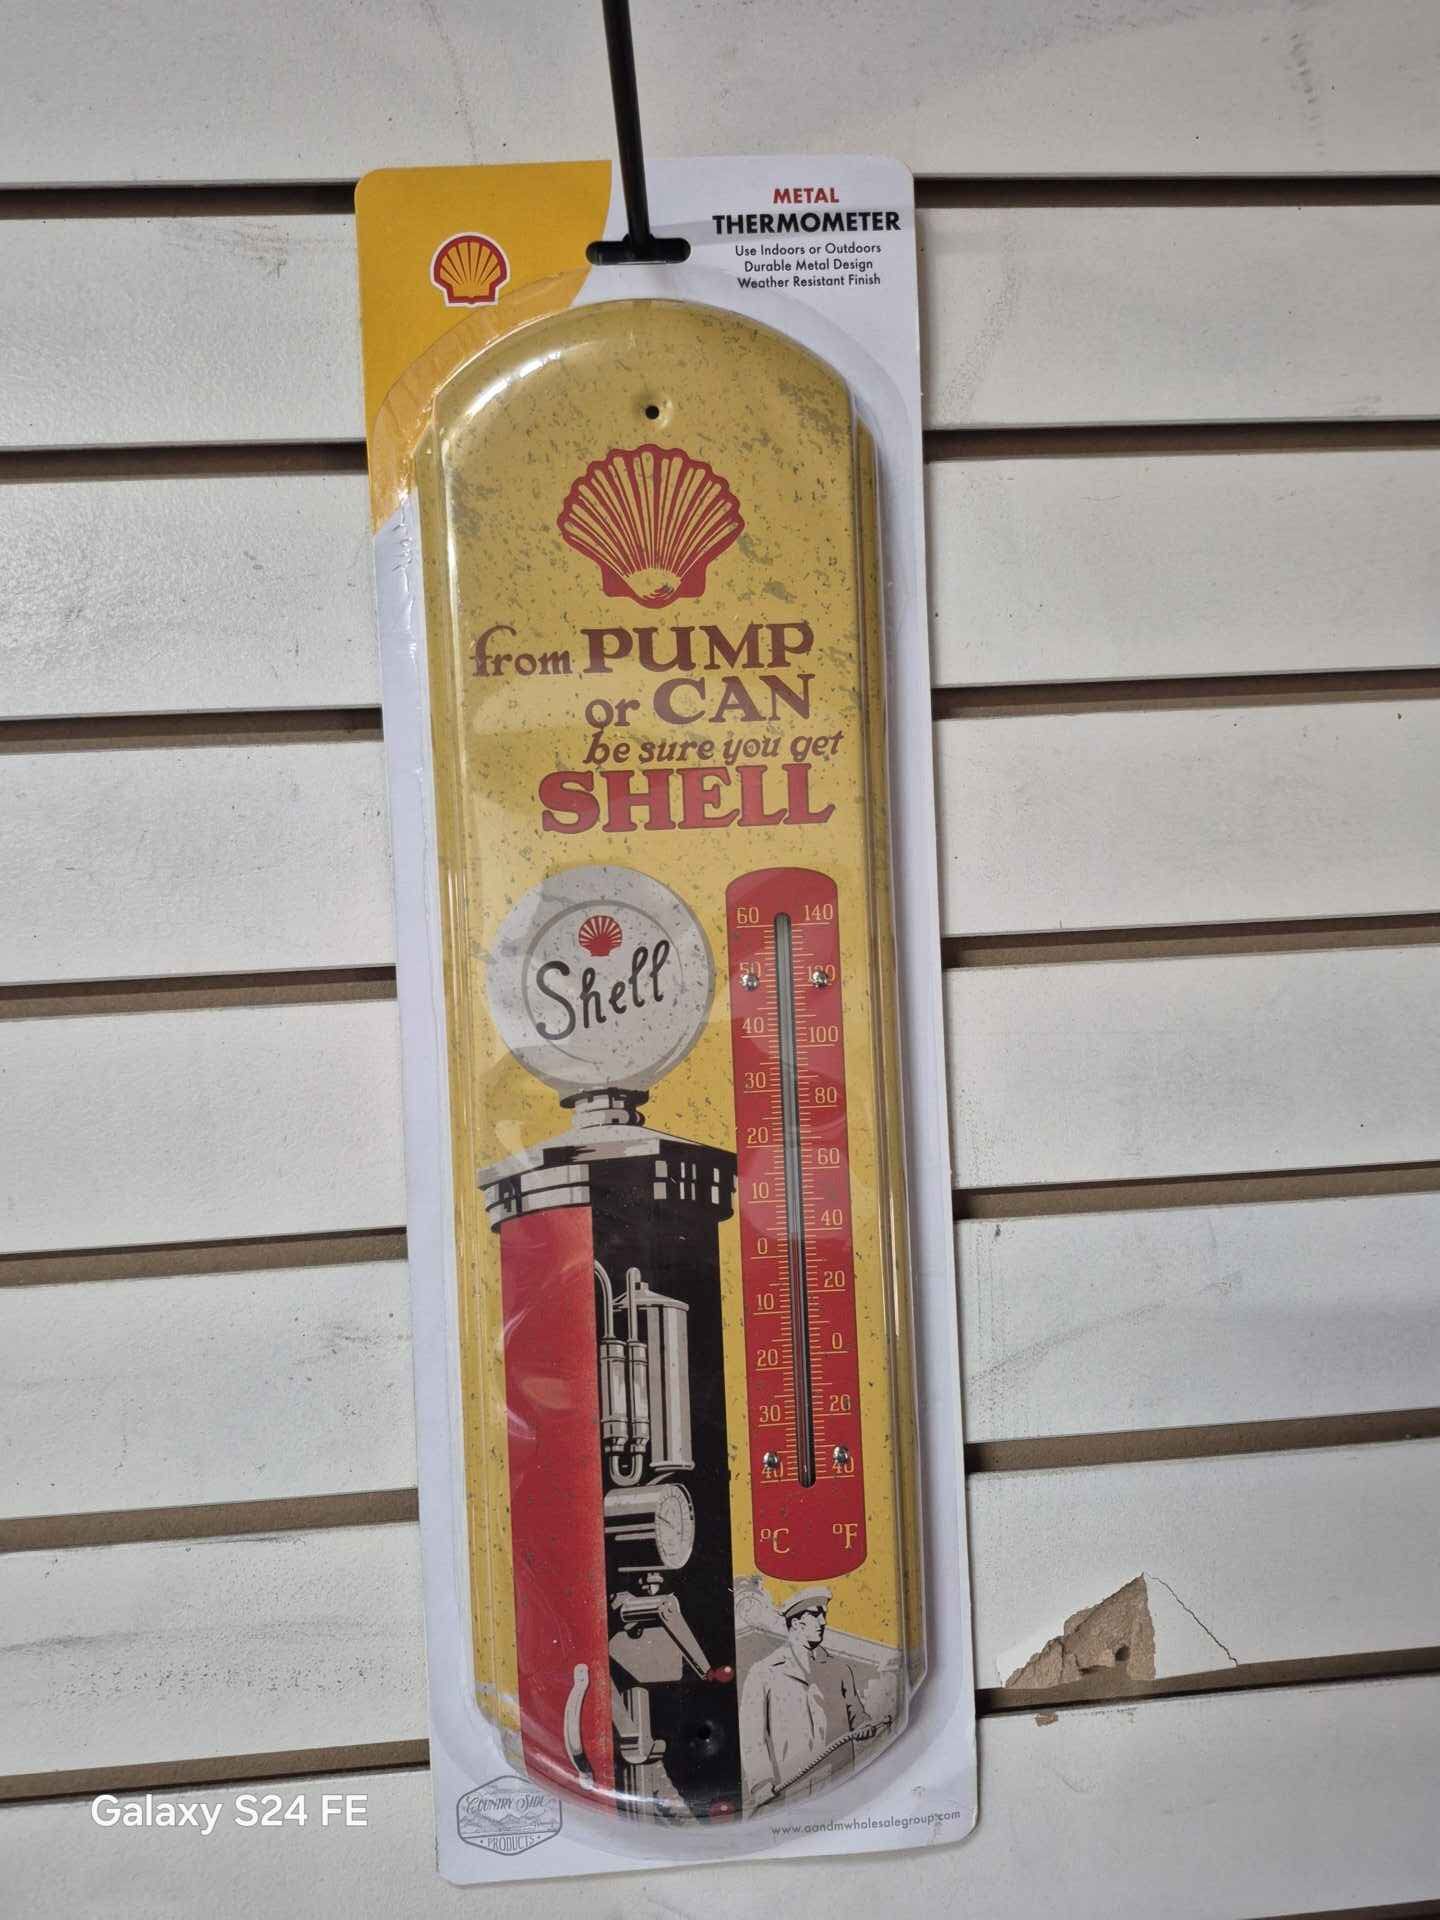 METAL
THERMOMETER
Use Indoors or Outdoors
Durable Metal Design
Weather Resistant Finish
from PUMP
or CAN
be sure you get
SHELL
Shell
60 140
50 120
40 100
30 80
20 60
10 40
0 20
10 0
20 20
30 40
40
°C °F
COUNTRY SIDE
PRODUCTS
www.aandmwholesalegroup.com
Galaxy S24 FE